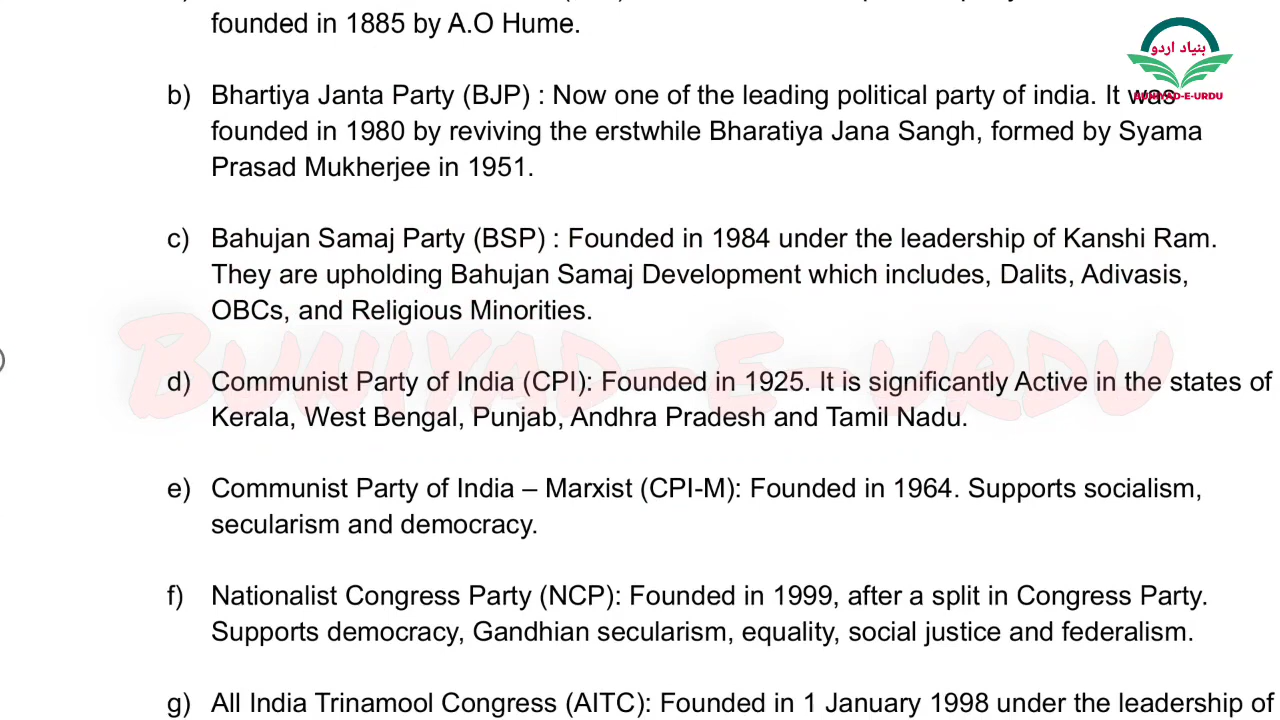 founded in 1885 by A.O Hume.
بنیاد اردو
BUNIYAD-E-URDU
b) Bhartiya Janta Party (BJP) : Now one of the leading political party of india. It was
founded in 1980 by reviving the erstwhile Bharatiya Jana Sangh, formed by Syama
Prasad Mukherjee in 1951.
c) Bahujan Samaj Party (BSP) : Founded in 1984 under the leadership of Kanshi Ram.
They are upholding Bahujan Samaj Development which includes, Dalits, Adivasis,
OBCs, and Religious Minorities.
BUNIYAD-E-URDU
d) Communist Party of India (CPI): Founded in 1925. It is significantly Active in the states of
Kerala, West Bengal, Punjab, Andhra Pradesh and Tamil Nadu.
e) Communist Party of India – Marxist (CPI-M): Founded in 1964. Supports socialism,
secularism and democracy.
f) Nationalist Congress Party (NCP): Founded in 1999, after a split in Congress Party.
Supports democracy, Gandhian secularism, equality, social justice and federalism.
g) All India Trinamool Congress (AITC): Founded in 1 January 1998 under the leadership of